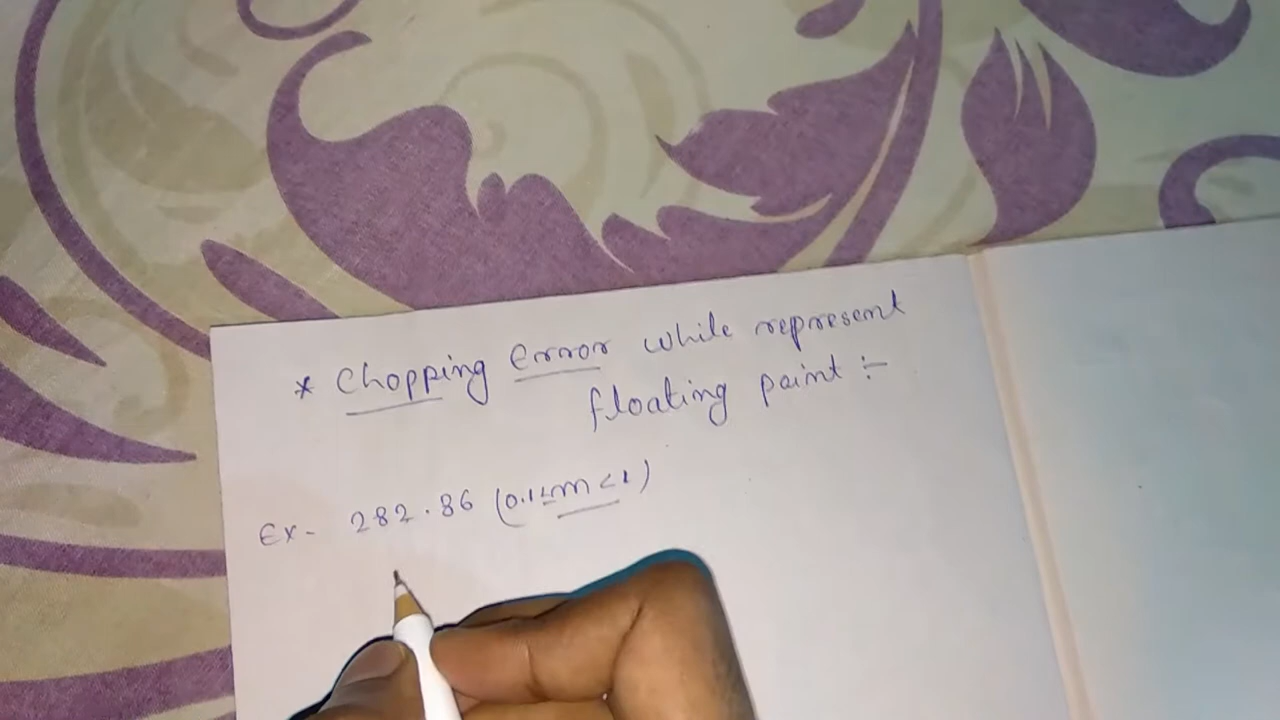 * Chopping Error while represent
floating paint :-
Ex - 282.86 (0.1≤m<1)